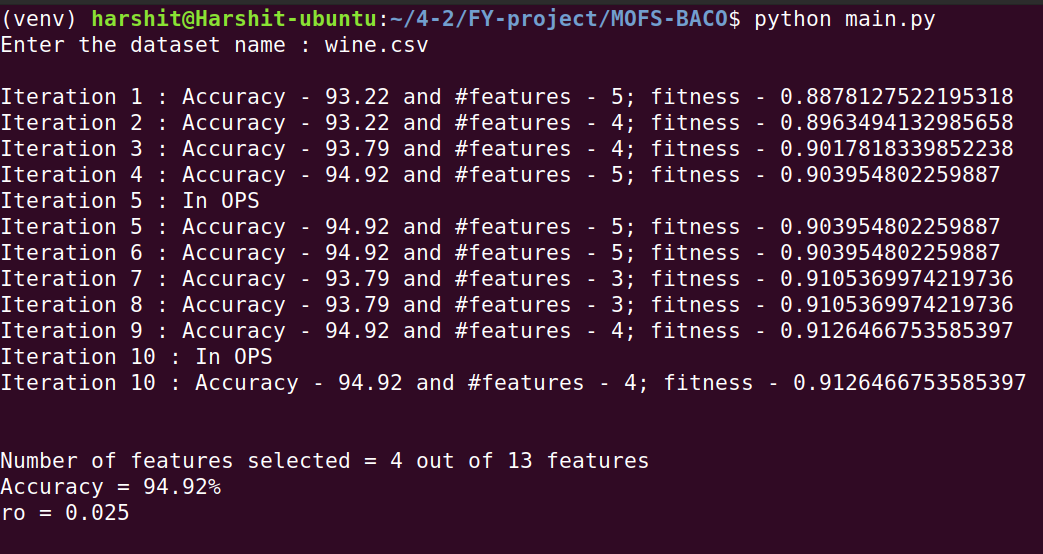 (venv) harshit@Harshit-ubuntu:~/4-2/FY-project/MOFS-BACO$ python main.py
Enter the dataset name : wine.csv
Iteration 1 : Accuracy - 93.22 and #features - 5; fitness - 0.8878127522195318
Iteration 2 : Accuracy - 93.22 and #features - 4; fitness - 0.8963494132985658
Iteration 3 : Accuracy - 93.79 and #features - 4; fitness - 0.9017818339852238
Iteration 4 : Accuracy - 94.92 and #features - 5; fitness - 0.903954802259887
Iteration 5 : In OPS
Iteration 5 : Accuracy - 94.92 and #features - 5; fitness - 0.903954802259887
Iteration 6 : Accuracy - 94.92 and #features - 5; fitness - 0.903954802259887
Iteration 7 : Accuracy - 93.79 and #features - 3; fitness - 0.9105369974219736
Iteration 8 : Accuracy - 93.79 and #features - 3; fitness - 0.9105369974219736
Iteration 9 : Accuracy - 94.92 and #features - 4; fitness - 0.9126466753585397
Iteration 10 : In OPS
Iteration 10 : Accuracy - 94.92 and #features - 4; fitness - 0.9126466753585397
Number of features selected = 4 out of 13 features
Accuracy = 94.92%
ro = 0.025